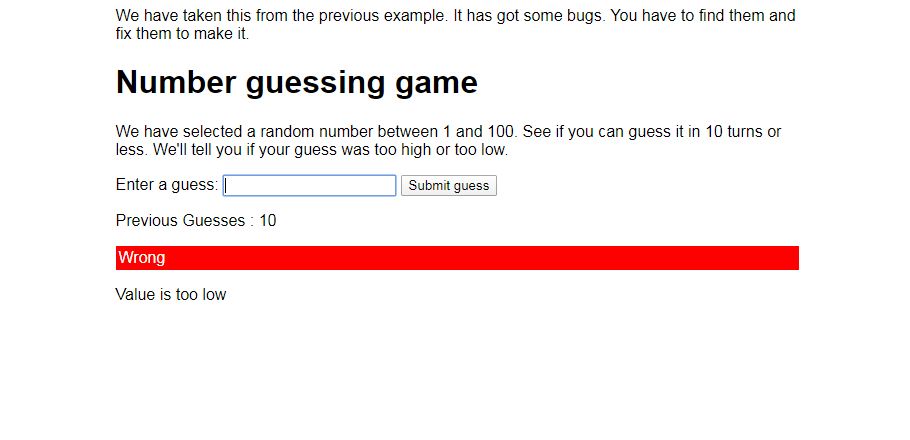 We have taken this from the previous example. It has got some bugs. You have to find them and
fix them to make it.
Number guessing game
We have selected a random number between 1 and 100. See if you can guess it in 10 turns or
less. We'll tell you if your guess was too high or too low.
Enter a guess: Submit guess
Previous Guesses : 10
Wrong
Value is too low